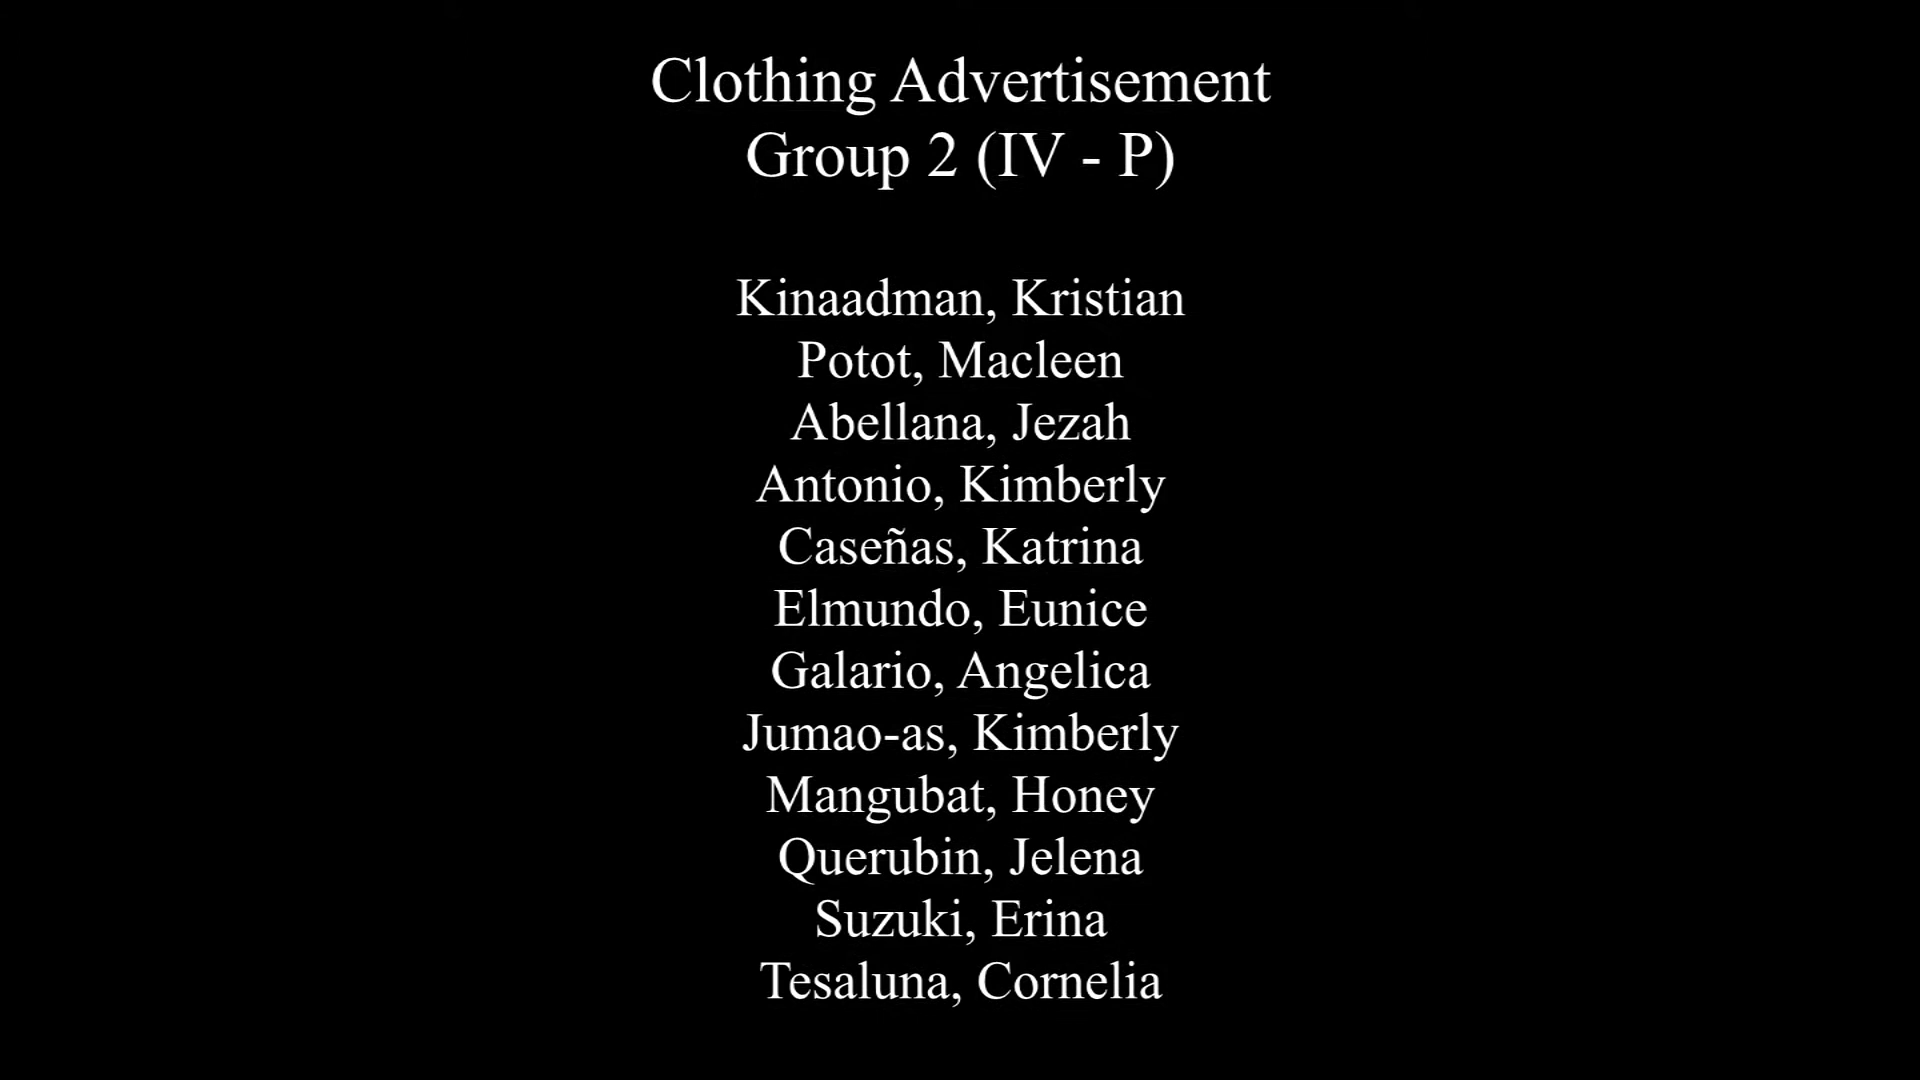 Clothing Advertisement
Group 2 (IV - P)
Kinaadman, Kristian
Potot, Macleen
Abellana, Jezah
Antonio, Kimberly
Caseñas, Katrina
Elmundo, Eunice
Galario, Angelica
Jumao-as, Kimberly
Mangubat, Honey
Querubin, Jelena
Suzuki, Erina
Tesaluna, Cornelia